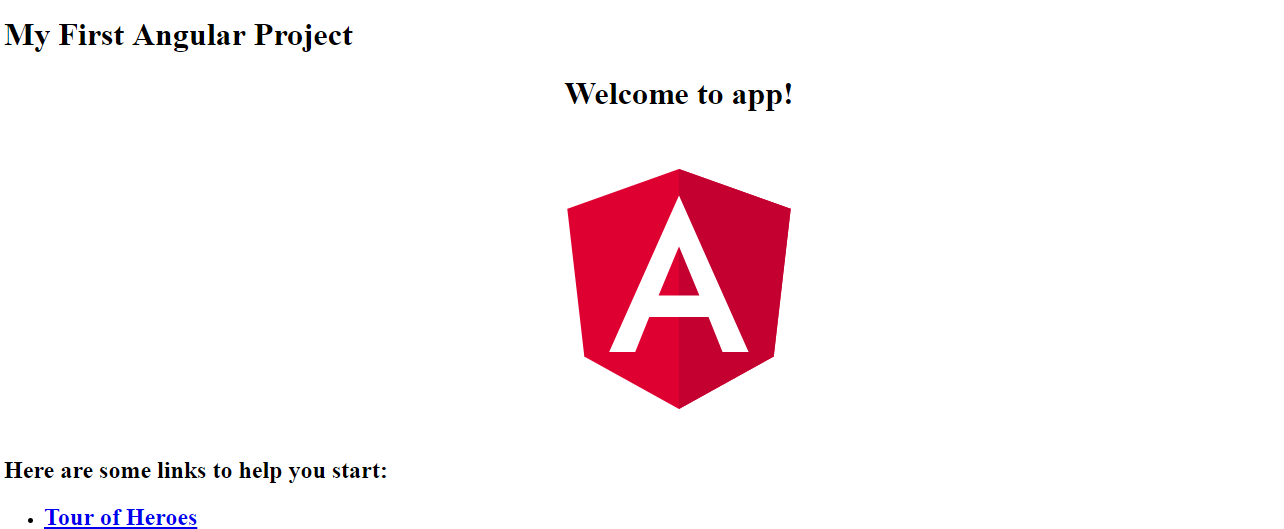 My First Angular Project
Welcome to app!
A
Here are some links to help you start:
Tour of Heroes